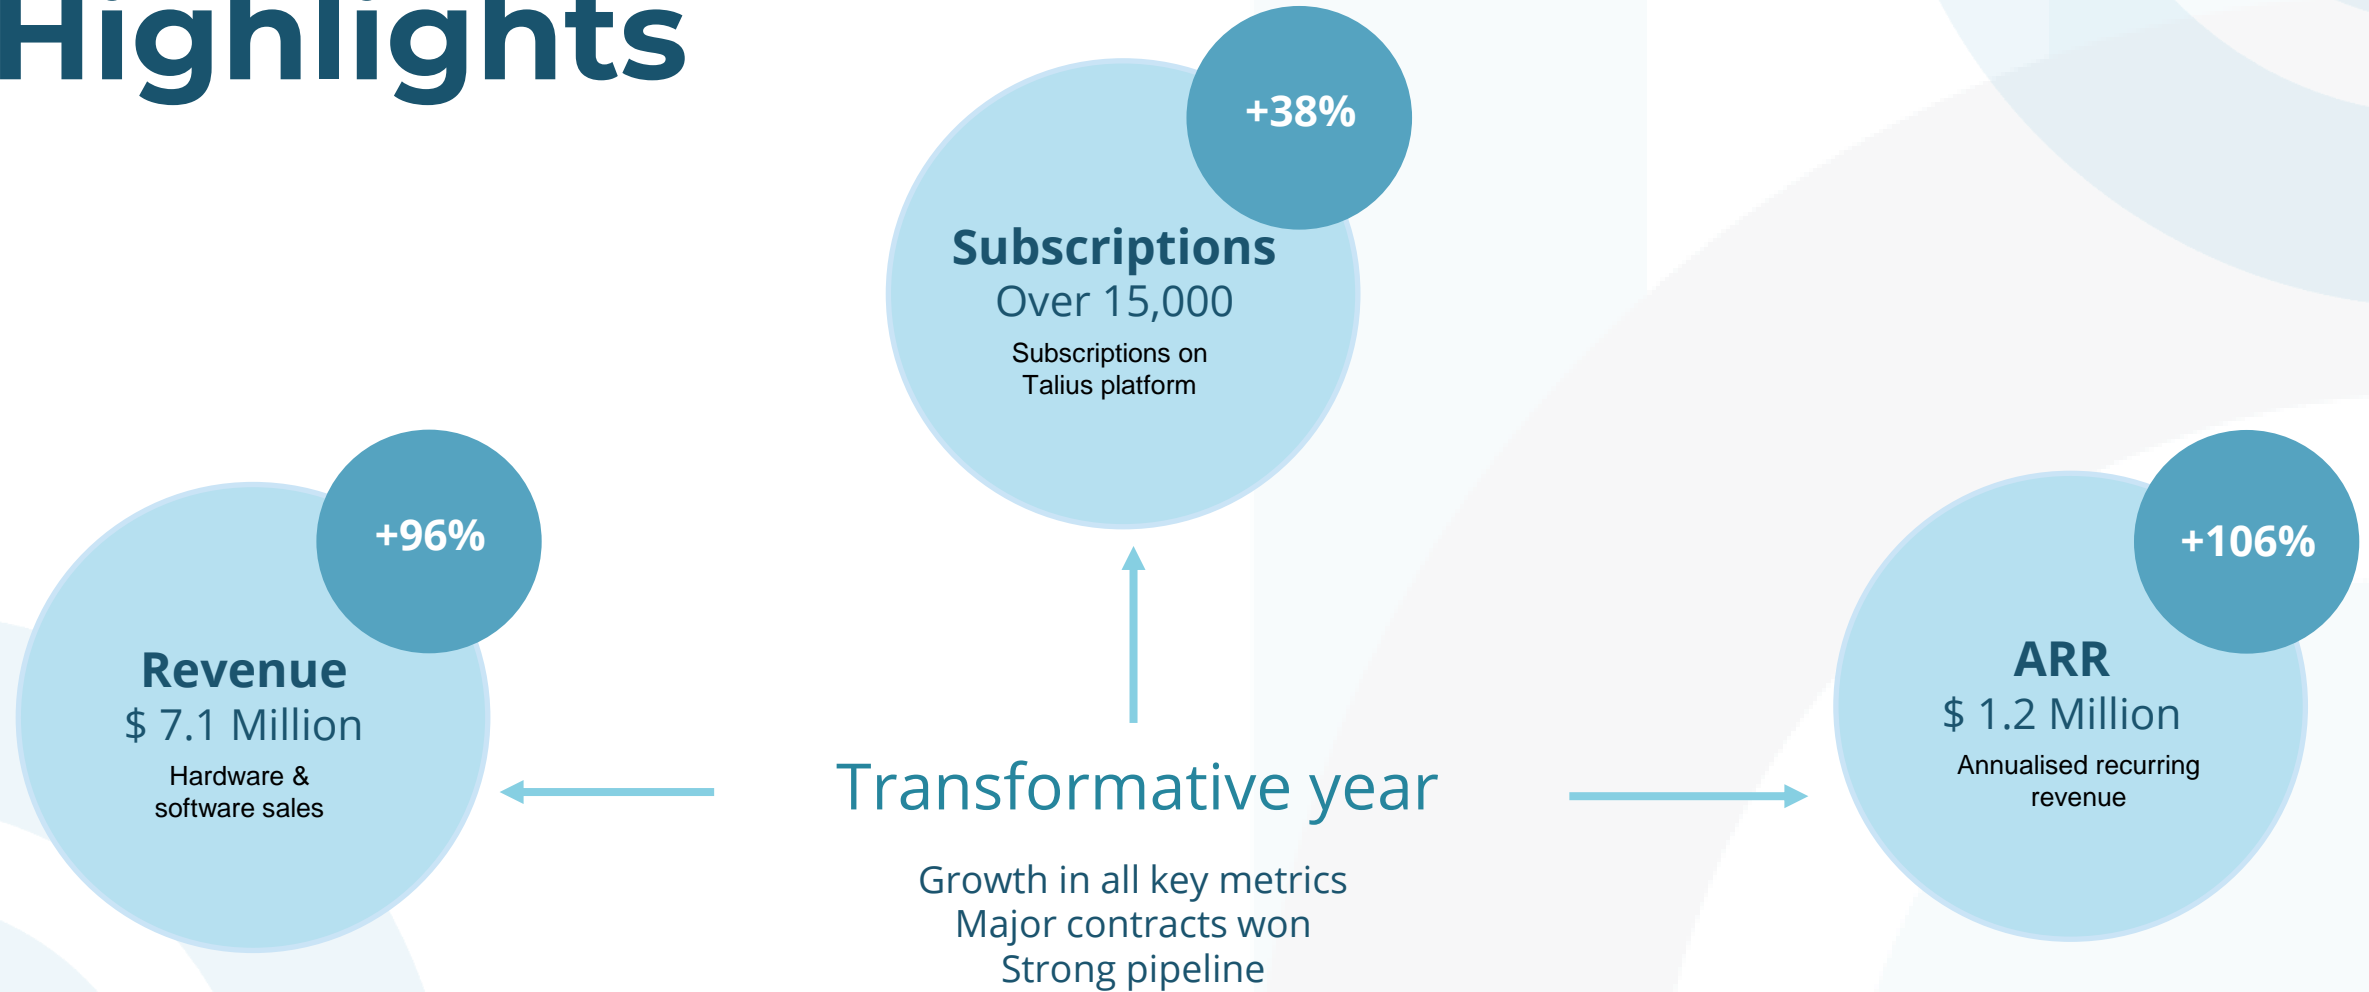 Highlights
+38%
Subscriptions
Over 15,000
Subscriptions on
Talius platform
+96%
Revenue
$ 7.1 Million
Hardware &
software sales
+106%
ARR
$ 1.2 Million
Annualised recurring
revenue
Transformative year
Growth in all key metrics
Major contracts won
Strong pipeline